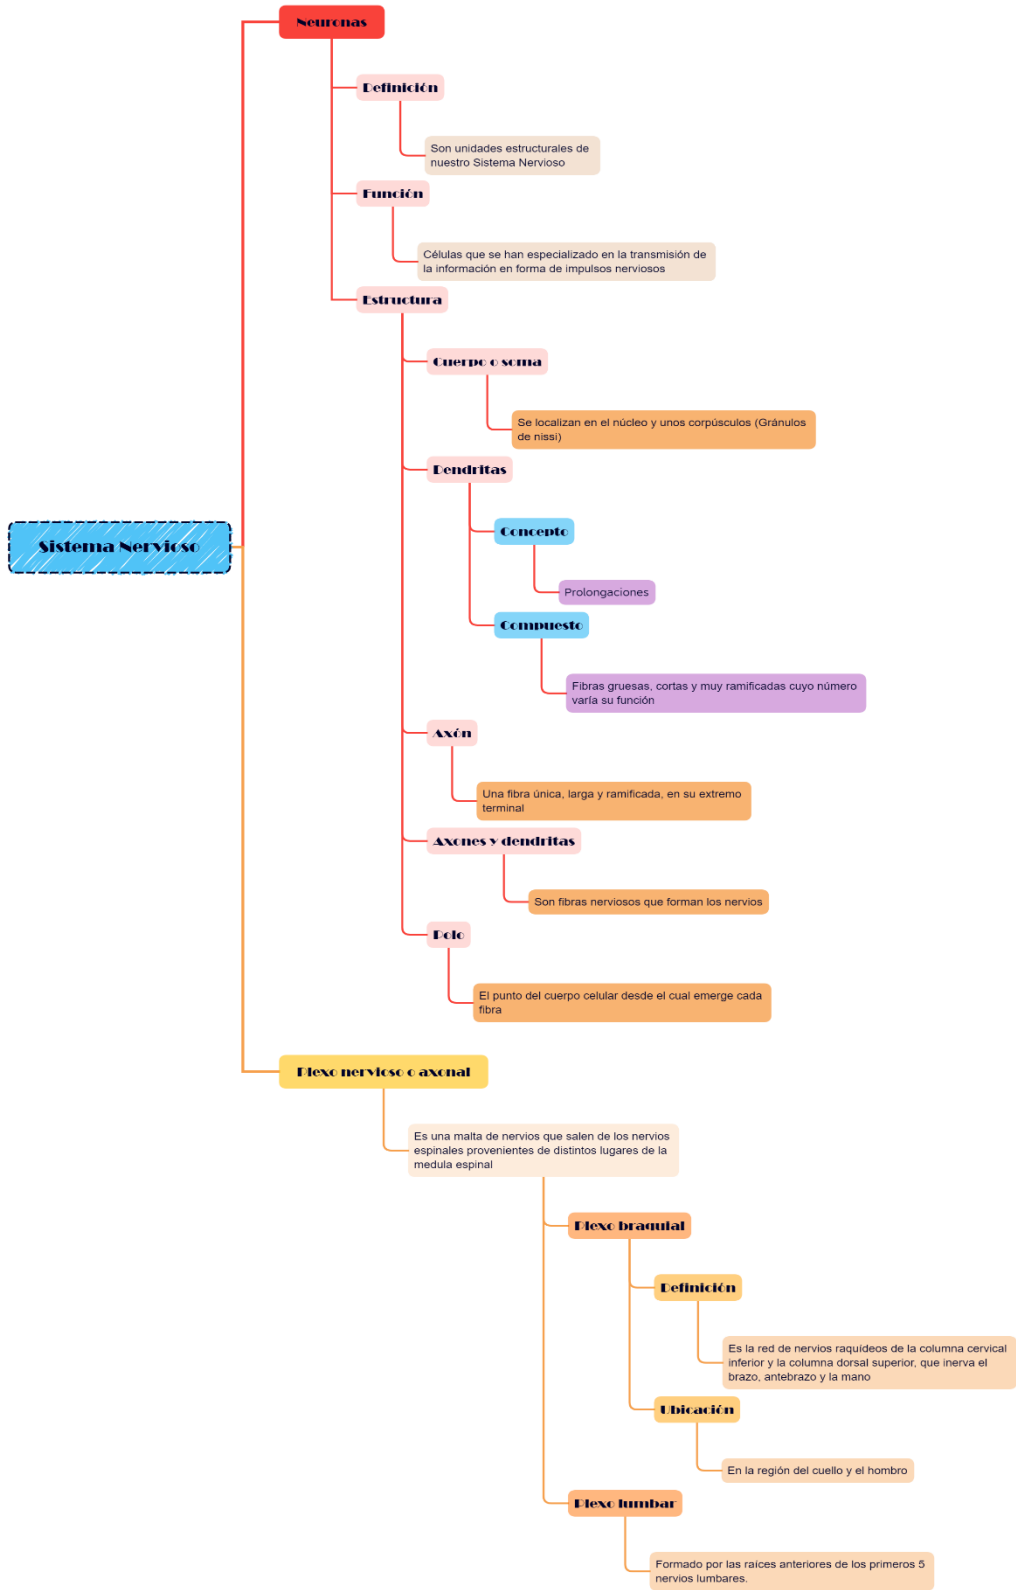 Neuronas
Definición
Son unidades estructurales de
nuestro Sistema Nervioso
Función
Células que se han especializado en la transmisión de
la información en forma de impulsos nerviosos
Estructura
Cuerpo o soma
Se localizan en el núcleo y unos corpúsculos (Gránulos
de nissi)
Dendritas
Concepto
Prolongaciones
Compuesto
Fibras gruesas, cortas y muy ramificadas cuyo número
varía su función
Axón
Una fibra única, larga y ramificada, en su extremo
terminal
Axones y dendritas
Son fibras nerviosos que forman los nervios
Polo
El punto del cuerpo celular desde el cual emerge cada
fibra
Sistema Nervioso
Plexo nervioso o axonal
Es una malta de nervios que salen de los nervios
espinales provenientes de distintos lugares de la
medula espinal
Plexo braquial
Definición
Es la red de nervios raquídeos de la columna cervical
inferior y la columna dorsal superior, que inerva el
brazo, antebrazo y la mano
Ubicación
En la región del cuello y el hombro
Plexo lumbar
Formado por las raíces anteriores de los primeros 5
nervios lumbares.